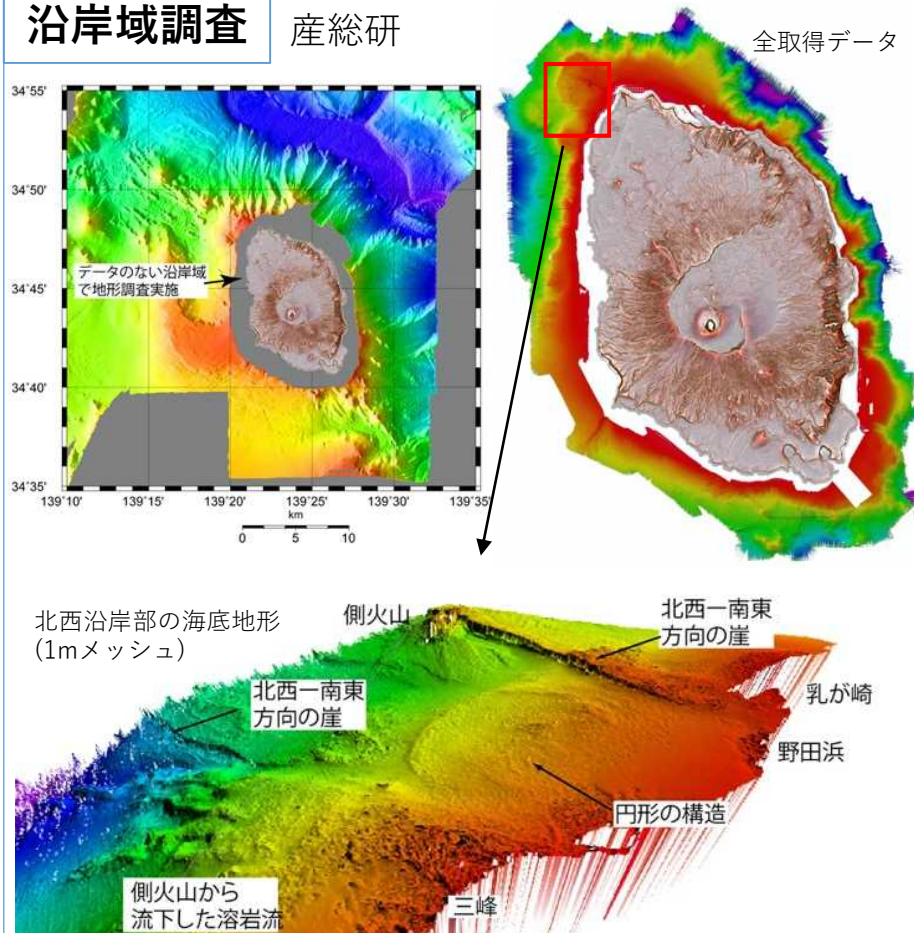 沿岸域調査
産総研
全取得データ
34˚55'
34˚50'
34˚45'
34˚40'
34˚35'
データのない沿岸域
で地形調査実施
139˚10'
139˚15'
139˚20'
139˚25'
139˚30'
139˚35'
km
0
5
10
北西沿岸部の海底地形
(1mメッシュ)
側火山
北西ー南東
方向の崖
北西ー南東
方向の崖
乳が崎
野田浜
円形の構造
側火山から
流下した溶岩流
三峰